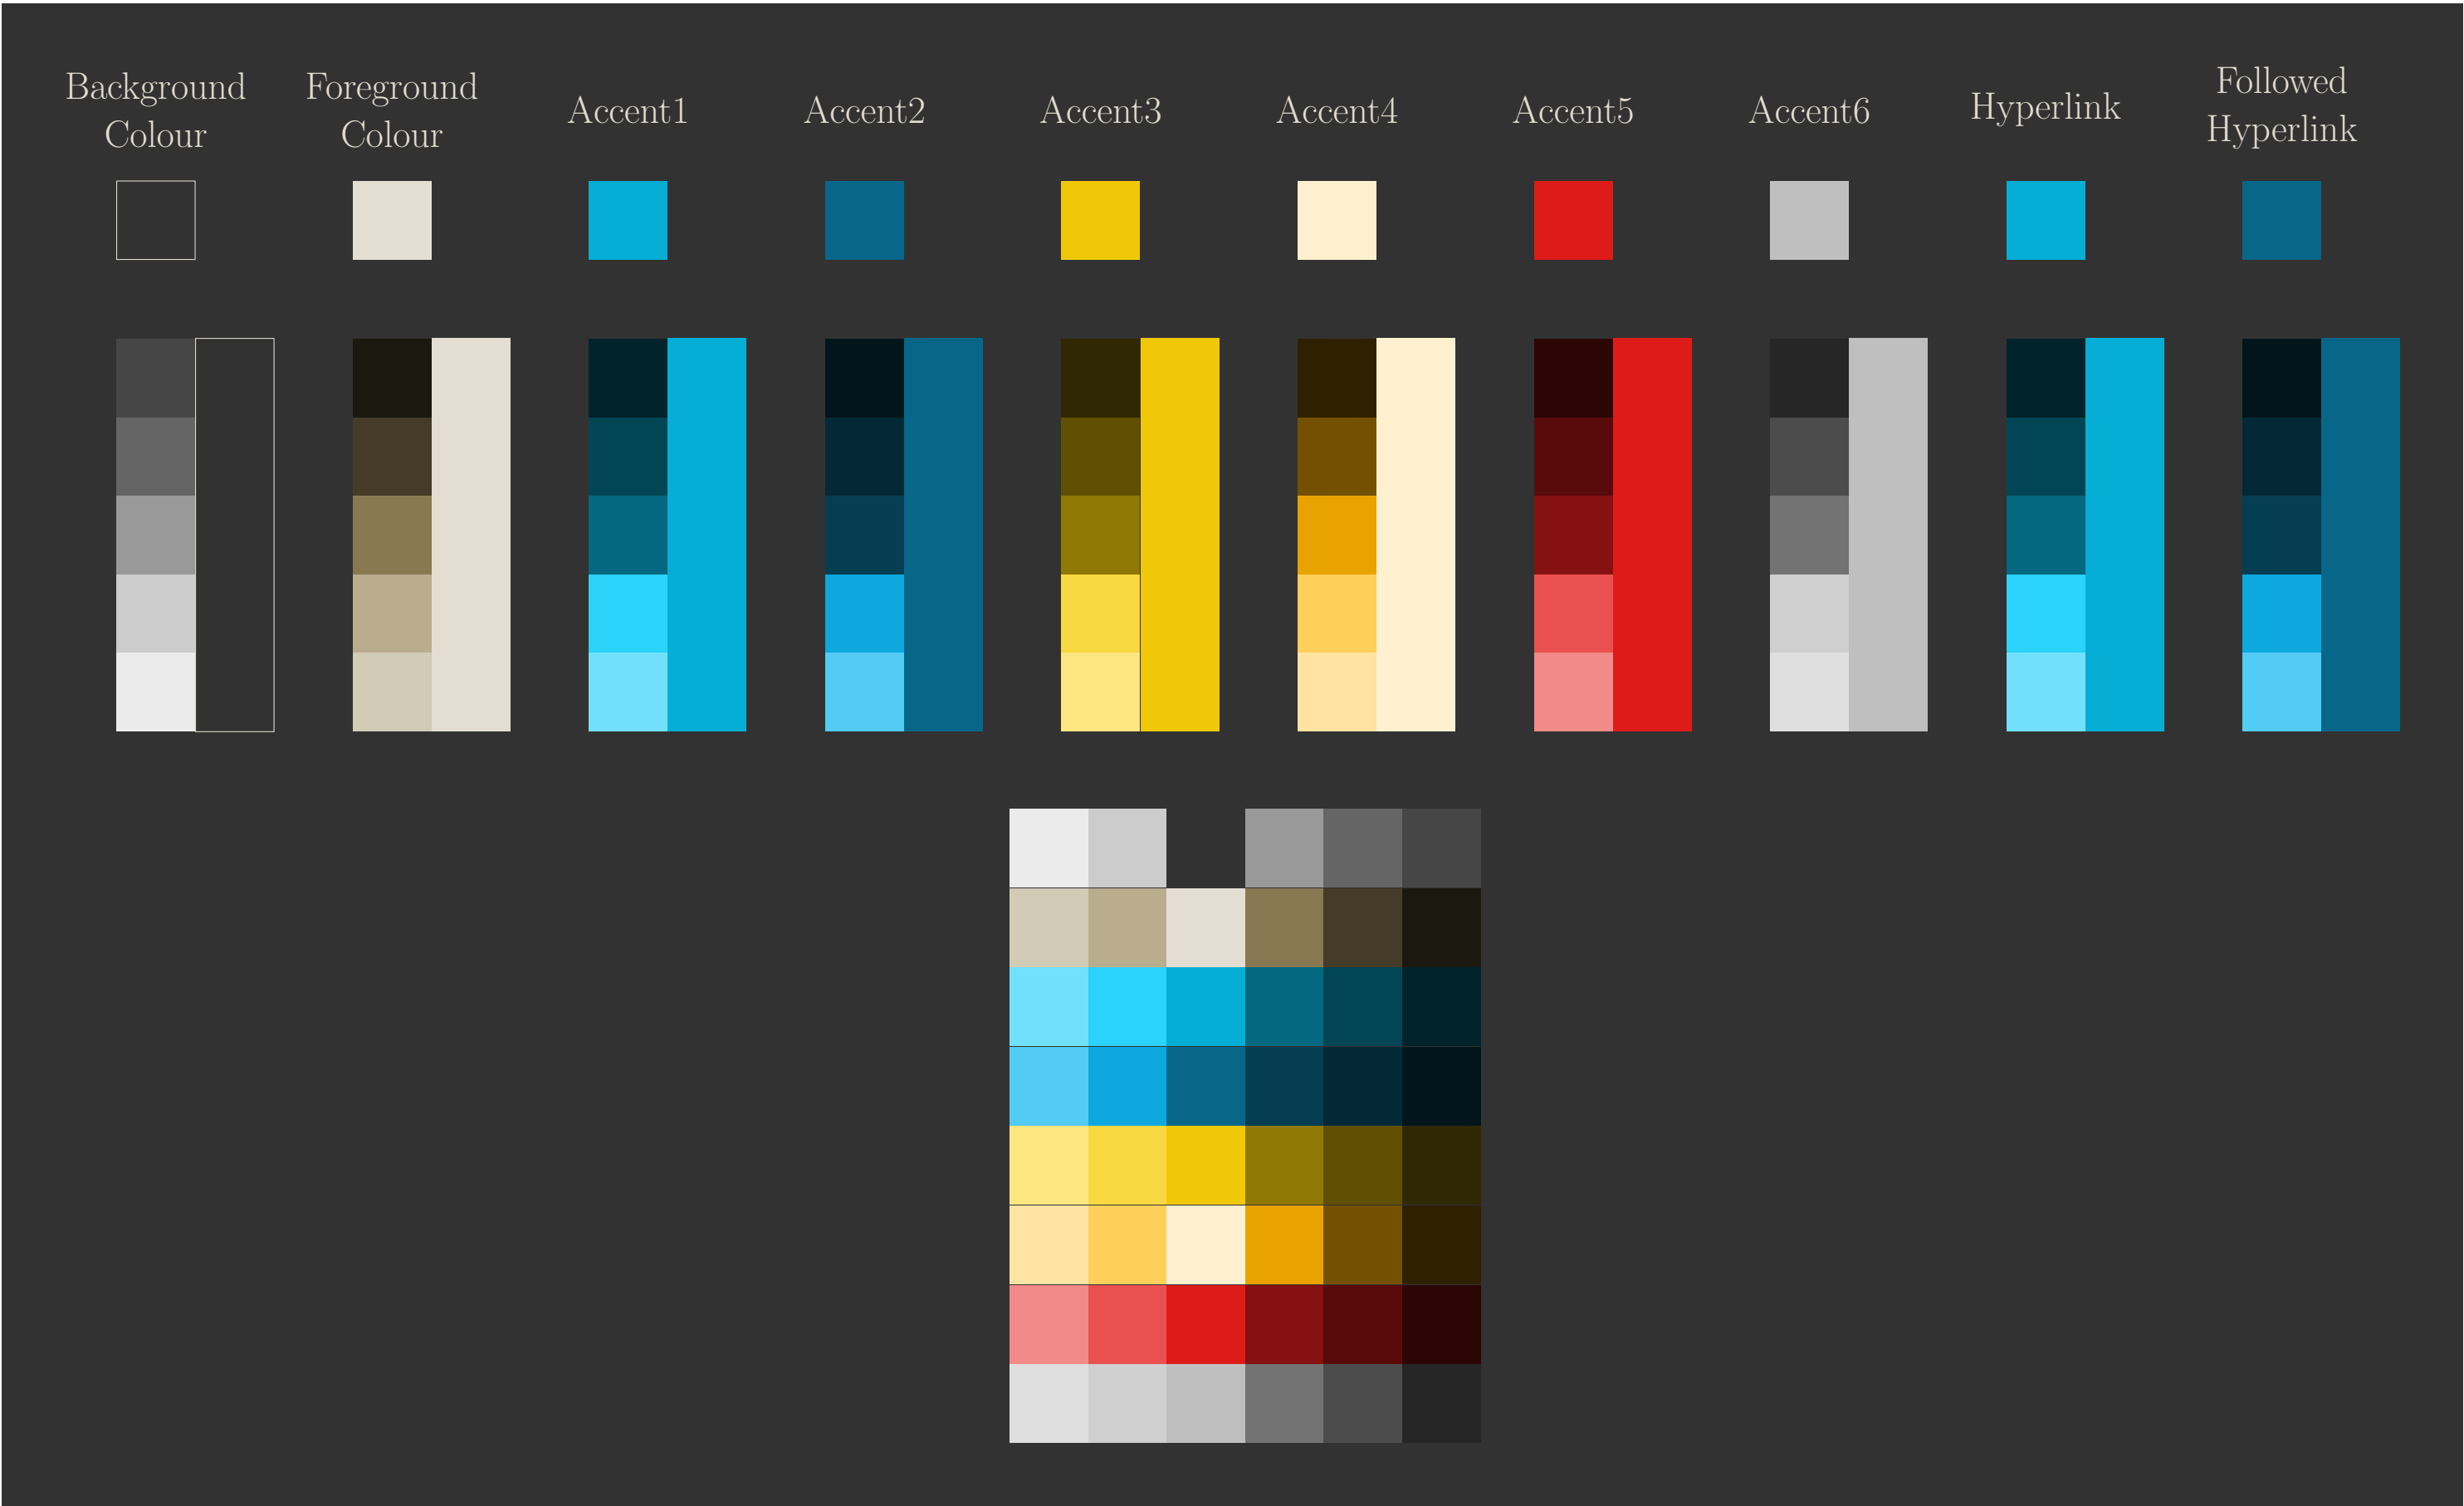 Background
Colour
Foreground
Colour
Accent1
Accent2
Accent3
Accent4
Accent5
Accent6
Hyperlink
Followed
Hyperlink